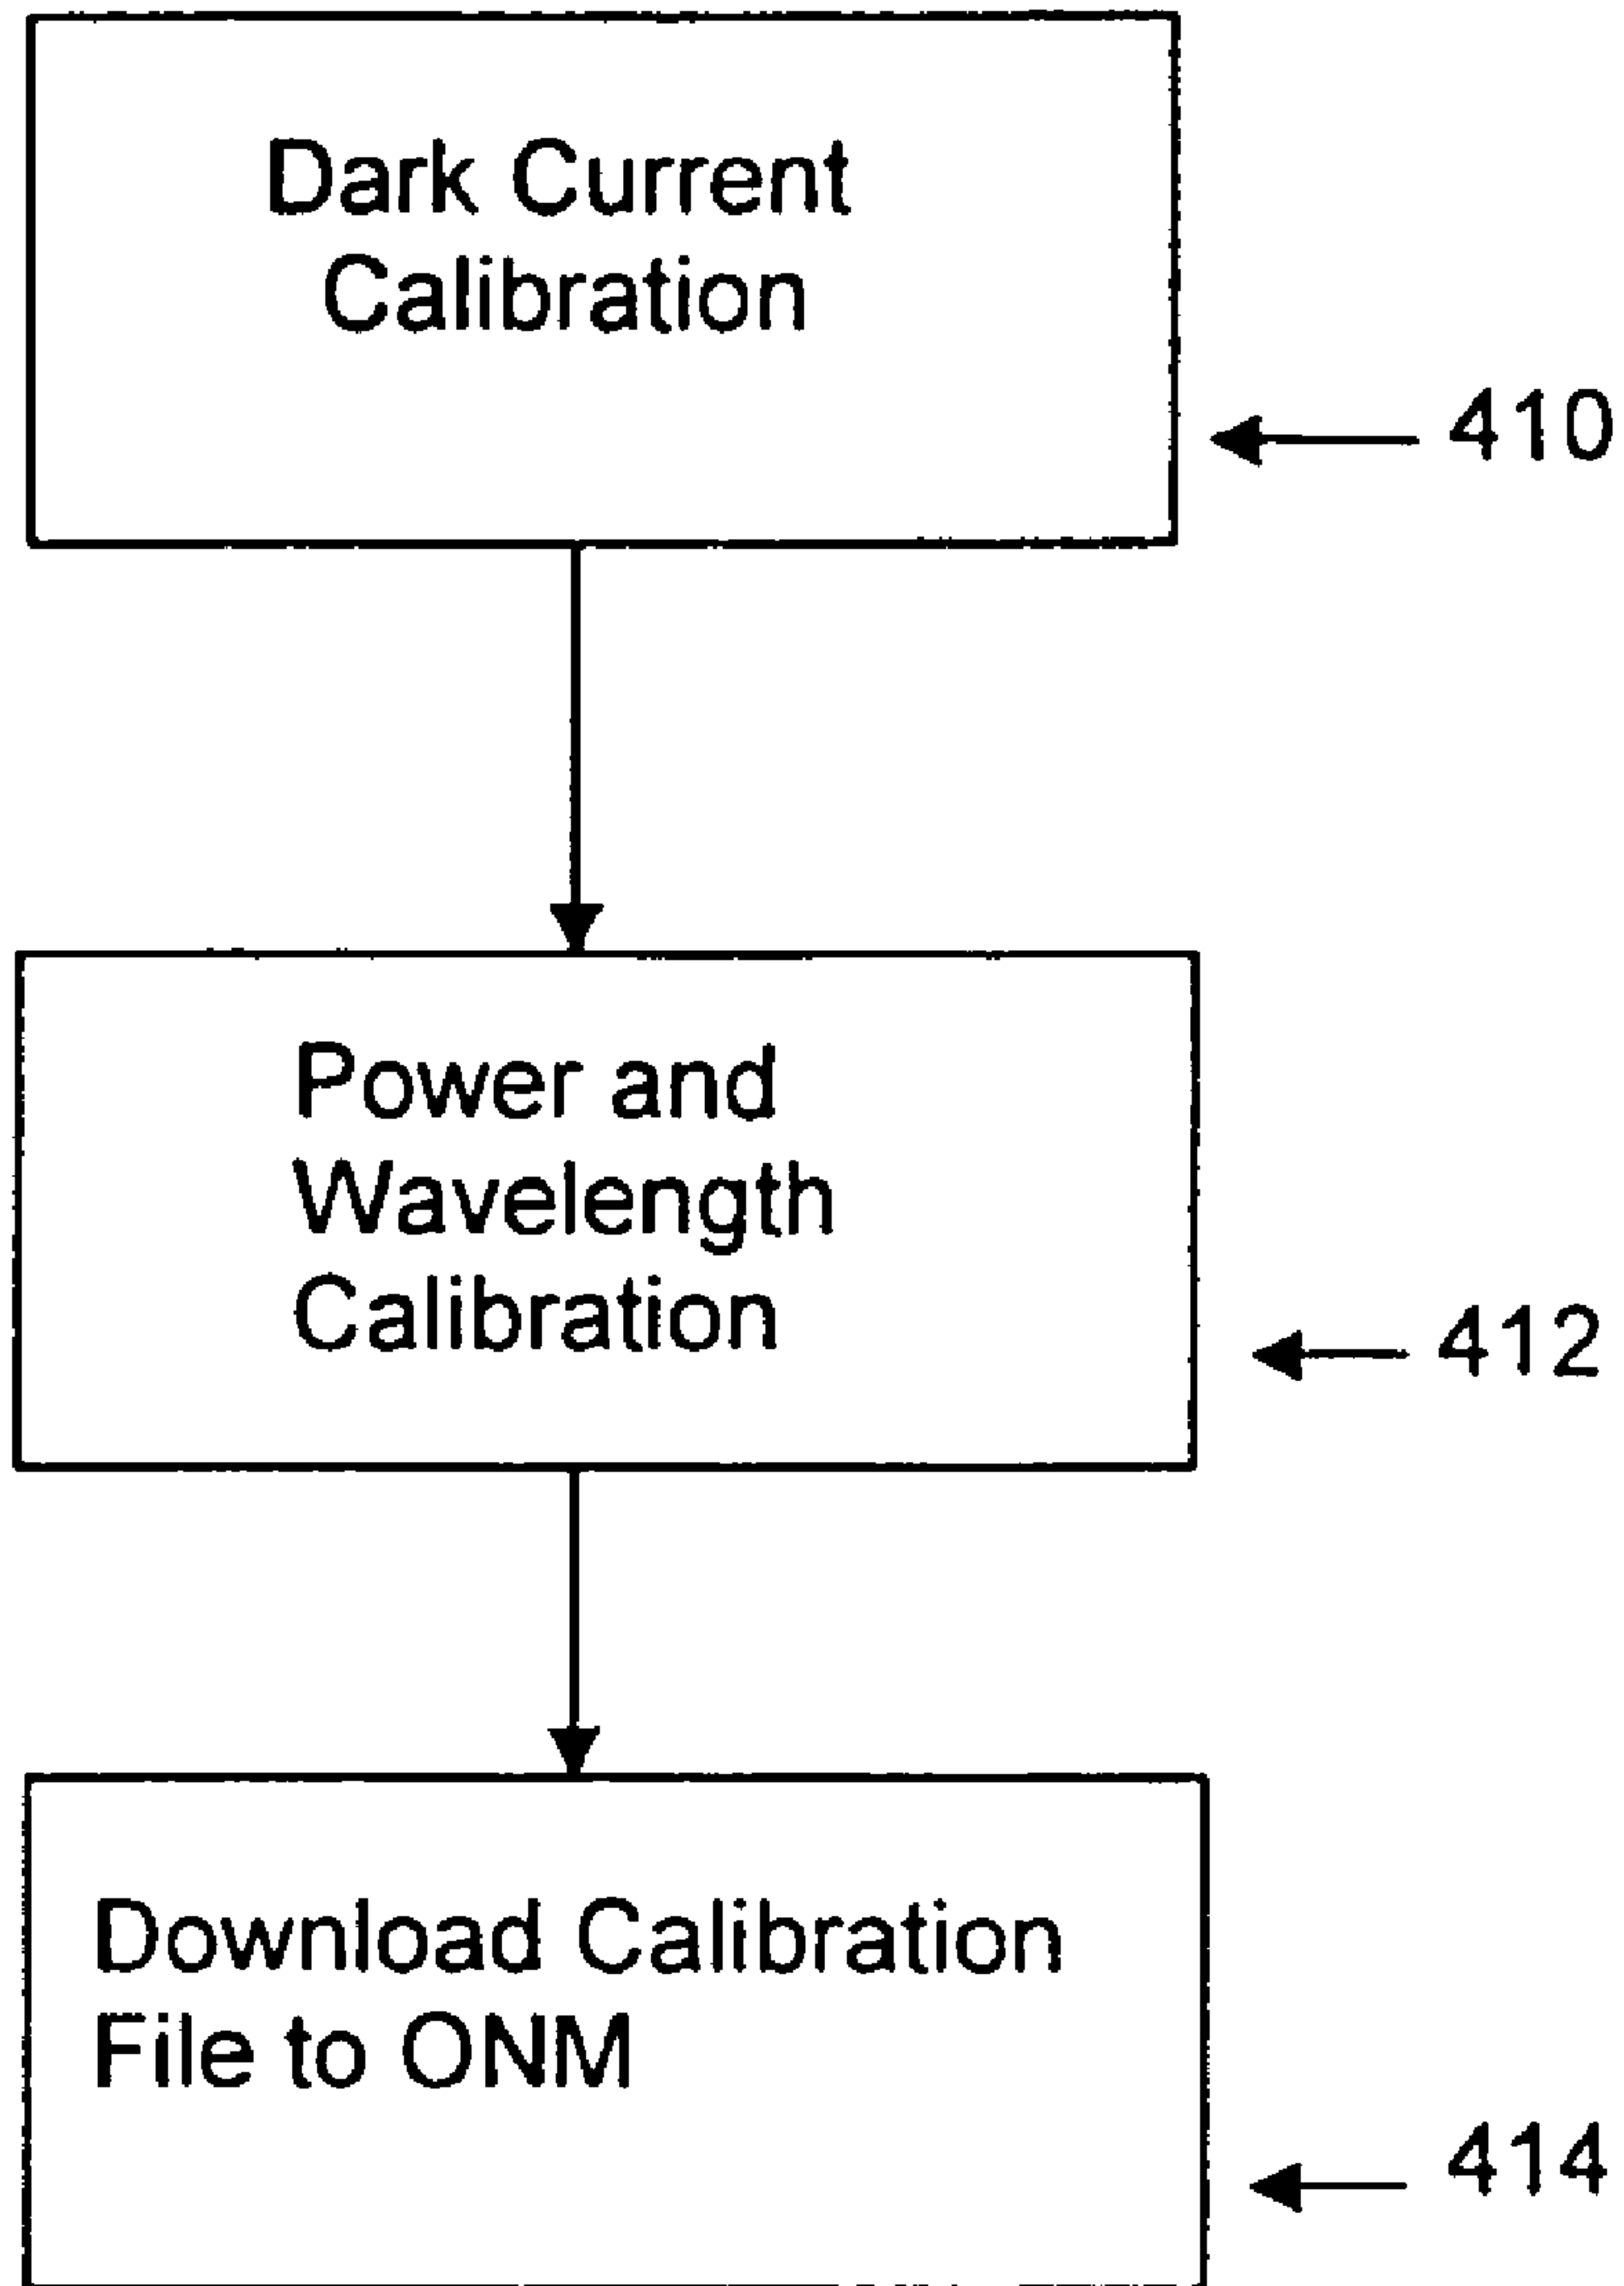 Dark Current
Calibration
410
Power and
Wavelength
Calibration
412
Download Calibration
File to ONM
414